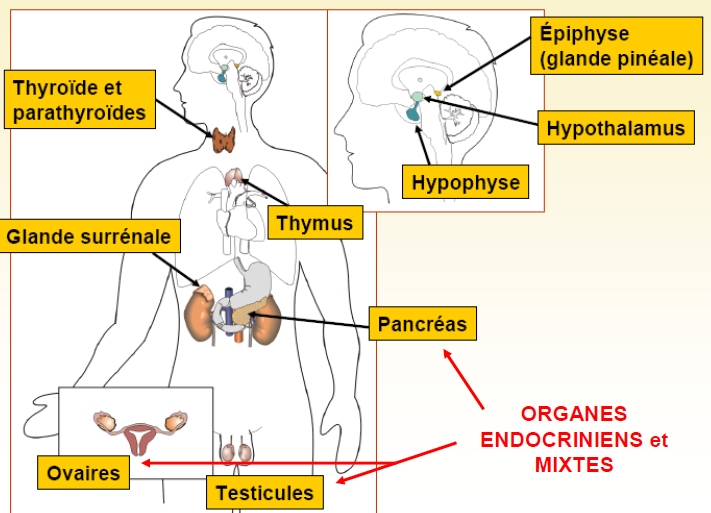 Épiphyse
(glande pinéale)
Thyroïde et
parathyroïdes
Hypothalamus
Hypophyse
Thymus
Glande surrénale
Pancréas
ORGANES
ENDOCRINIENS et
MIXTES
Ovaires
Testicules